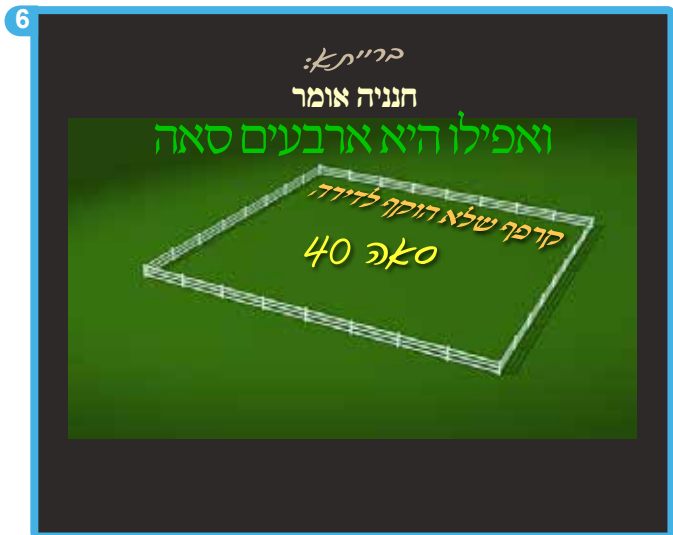 6
ברייתא:
חנניה אומר
ואפילו היא ארבעים סאה
קרפף שלא הוקף לדירה
40 סאה